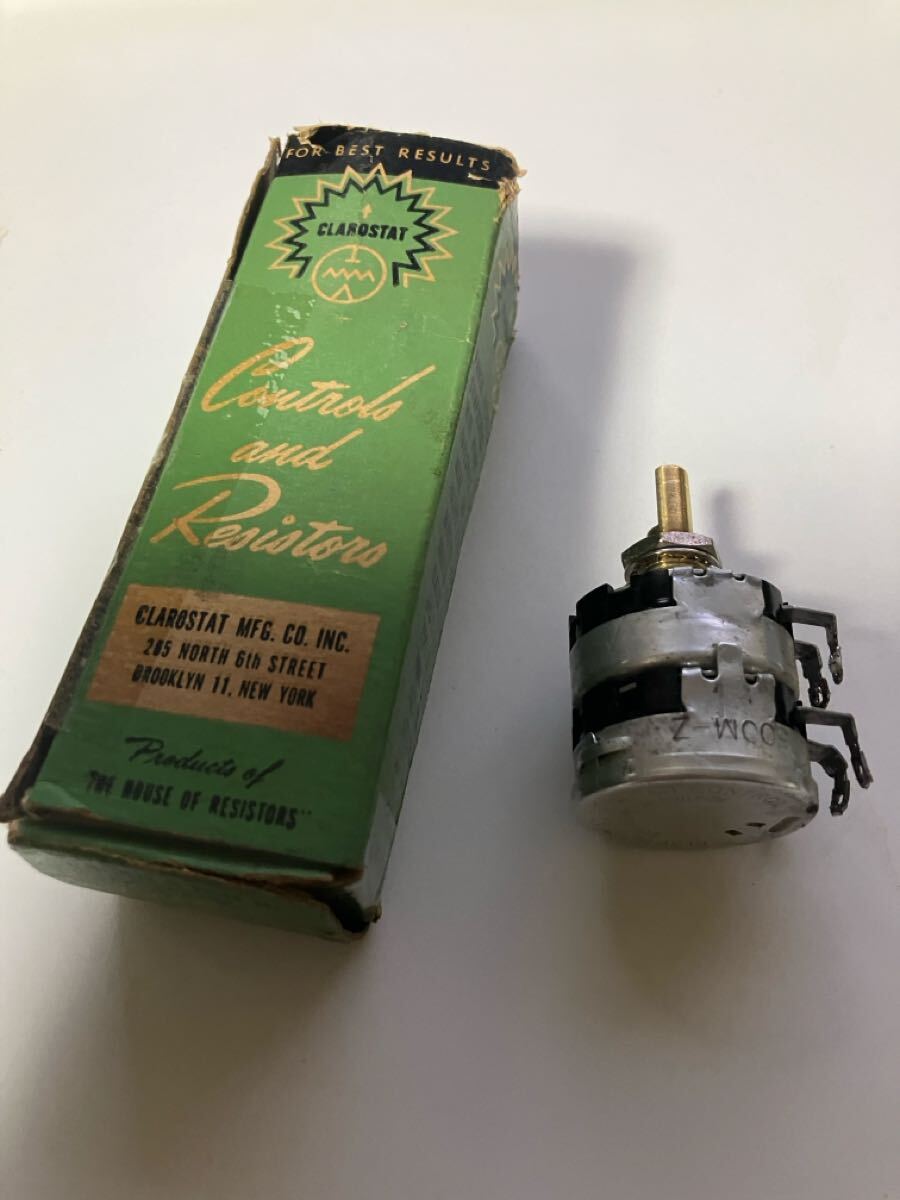 FOR BEST RESULTS
CLAROSTAT
Controls
and
Resistors
CLAROSTAT MFG. CO. INC.
285 NORTH 6th STREET
BROOKLYN 11, NEW YORK
Products of
"THE HOUSE OF RESISTORS"
OOM-Z